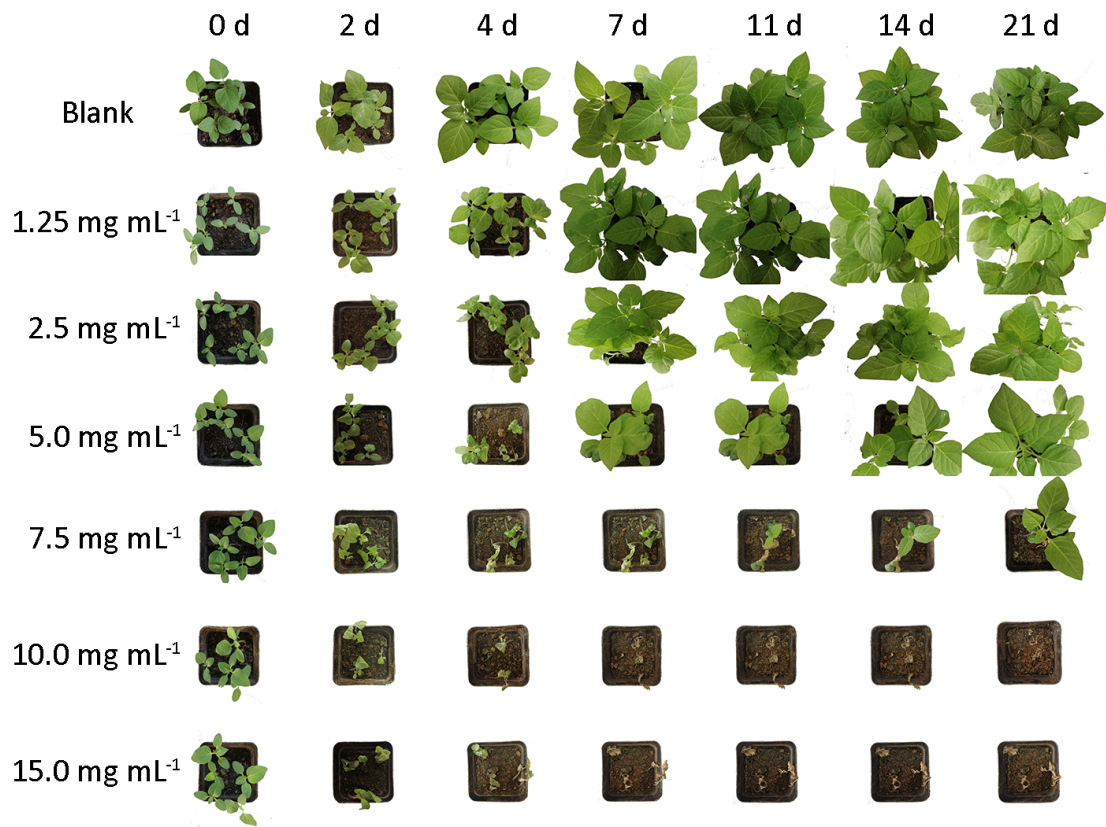 0 d 2 d 4 d 7 d 11 d 14 d 21 d
Blank
1.25 mg mL⁻¹
2.5 mg mL⁻¹
5.0 mg mL⁻¹
7.5 mg mL⁻¹
10.0 mg mL⁻¹
15.0 mg mL⁻¹